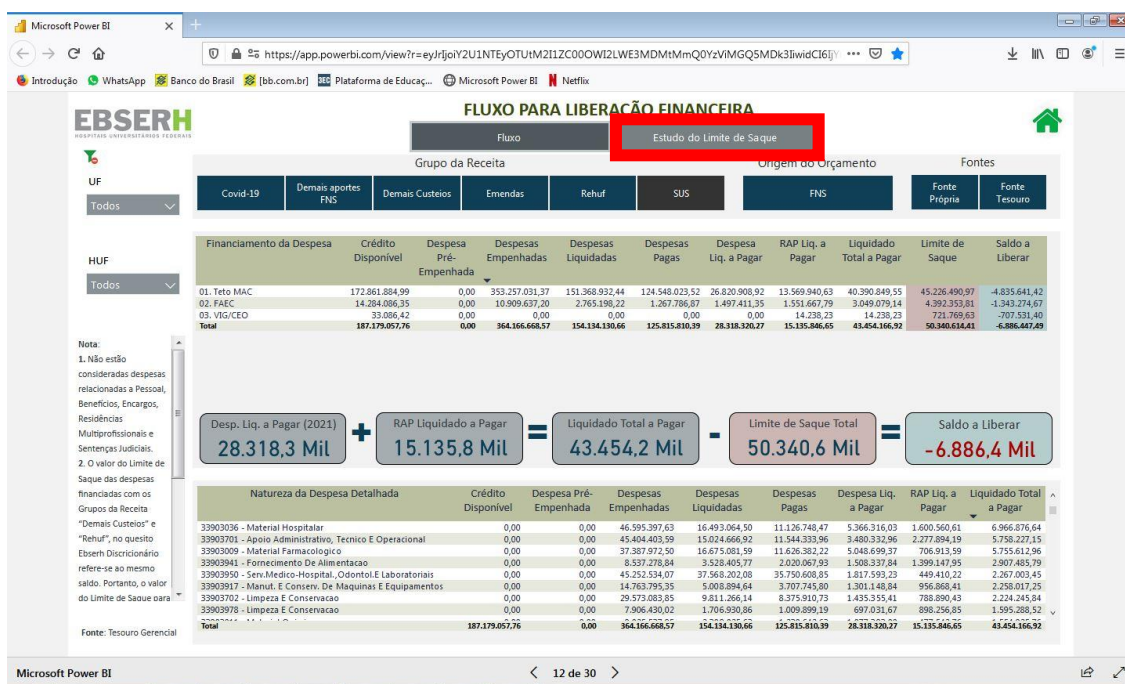 Microsoft Power BI
https://app.powerbi.com/view?r=
Introdução WhatsApp Banco do Brasil [bb.com.br] Plataforma de Educaç... Microsoft Power BI Netflix
EBSERH
HOSPITAIS UNIVERSITÁRIOS FEDERAIS
FLUXO PARA LIBERAÇÃO FINANCEIRA
Fluxo Estudo do Limite de Saque
Grupo da Receita Origem do Orçamento Fontes
Covid-19 Demais aportes FNS Demais Custeios Emendas Rehuf SUS FNS Fonte Própria Fonte Tesouro
UF
Todos
HUF
Todos
Financiamento da Despesa Crédito Disponível Despesa Pré-Empenhada Despesas Empenhadas Despesas Liquidadas Despesas Pagas Despesa Liq. a Pagar RAP Liq. a Pagar Liquidado Total a Pagar Limite de Saque Saldo a Liberar
01. Teto MAC 172.861.884,99 0,00 353.257.031,37 151.368.932,44 124.548.023,52 26.820.908,92 13.569.940,63 40.390.849,55 45.226.490,97 -4.835.641,42
02. FAEC 14.284.086,35 0,00 10.909.637,20 2.765.198,22 1.267.786,87 1.497.411,35 1.551.667,79 3.049.079,14 4.392.353,81 -1.343.274,67
03. VIG/CEO 33.086,42 0,00 0,00 0,00 0,00 0,00 14.238,23 14.238,23 721.769,63 -707.531,40
Total 187.179.057,76 0,00 364.166.668,57 154.134.130,66 125.815.810,39 28.318.320,27 15.135.846,65 43.454.166,92 50.340.614,41 -6.886.447,49
Nota:
1. Não estão
consideradas despesas
relacionadas a Pessoal,
Benefícios, Encargos,
Residências
Multiprofissionais e
Sentenças Judiciais.
2. O valor do Limite de
Saque das despesas
financiadas com os
Grupos da Receita
"Demais Custeios" e
"Rehuf", no quesito
Ebserh Discricionário
refere-se ao mesmo
saldo. Portanto, o valor
do Limite de Saque para
Fonte: Tesouro Gerencial
Desp. Liq. a Pagar (2021) RAP Liquidado a Pagar Liquidado Total a Pagar Limite de Saque Total Saldo a Liberar
28.318,3 Mil + 15.135,8 Mil = 43.454,2 Mil - 50.340,6 Mil = -6.886,4 Mil
Natureza da Despesa Detalhada Crédito Disponível Despesa Pré-Empenhada Despesas Empenhadas Despesas Liquidadas Despesas Pagas Despesa Liq. a Pagar RAP Liq. a Pagar Liquidado Total a Pagar
33903036 - Material Hospitalar 0,00 0,00 46.595.397,63 16.493.064,50 11.126.748,47 5.366.316,03 1.600.560,61 6.966.876,64
33903701 - Apoio Administrativo, Tecnico E Operacional 0,00 0,00 45.404.403,59 15.024.666,92 11.544.333,96 3.480.332,96 2.277.894,19 5.758.227,15
33903009 - Material Farmacologico 0,00 0,00 37.387.972,50 16.675.081,59 11.626.382,22 5.048.699,37 706.913,59 5.755.612,96
33903941 - Fornecimento De Alimentacao 0,00 0,00 8.537.278,84 3.528.405,77 2.020.067,93 1.508.337,84 1.399.147,95 2.907.485,79
33903950 - Serv.Medico-Hospital.,Odontol.E Laboratoriais 0,00 0,00 45.252.534,07 37.568.202,08 35.750.608,85 1.817.593,23 449.410,22 2.267.003,45
33903917 - Manut. E Conserv. De Maquinas E Equipamentos 0,00 0,00 14.763.795,35 5.008.894,64 3.707.745,80 1.301.148,84 956.868,41 2.258.017,25
33903702 - Limpeza E Conservacao 0,00 0,00 29.573.083,85 9.811.266,14 8.375.910,73 1.435.355,41 788.890,43 2.224.245,84
33903978 - Limpeza E Conservacao 0,00 0,00 7.906.430,02 1.706.930,86 1.009.899,19 697.031,67 898.256,85 1.595.288,52
Total 187.179.057,76 0,00 364.166.668,57 154.134.130,66 125.815.810,39 28.318.320,27 15.135.846,65 43.454.166,92
Microsoft Power BI 12 de 30